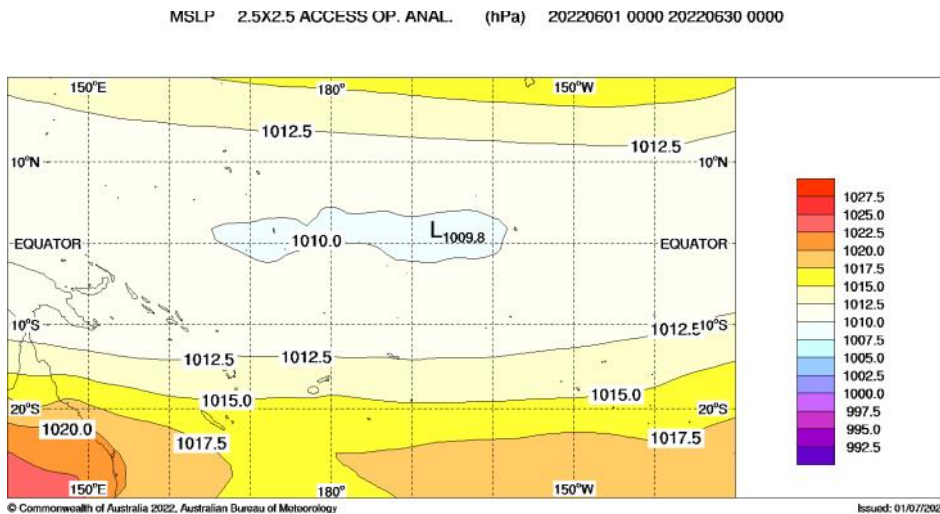 MSLP 2.5X2.5 ACCESS OP. ANAL. (hPa) 20220601 0000 20220630 0000
150°E 180° 150°W
1012.5
1012.5
10°N 10°N
L1009.8
EQUATOR 1010.0 EQUATOR
10°S 1012.5 10°S
1012.5 1012.5
1015.0 1015.0
20°S 20°S
1020.0
1017.5 1017.5
150°E 180° 150°W
1027.5
1025.0
1022.5
1020.0
1017.5
1015.0
1012.5
1010.0
1007.5
1005.0
1002.5
1000.0
997.5
995.0
992.5
© Commonwealth of Australia 2022, Australian Bureau of Meteorology Issued: 01/07/202